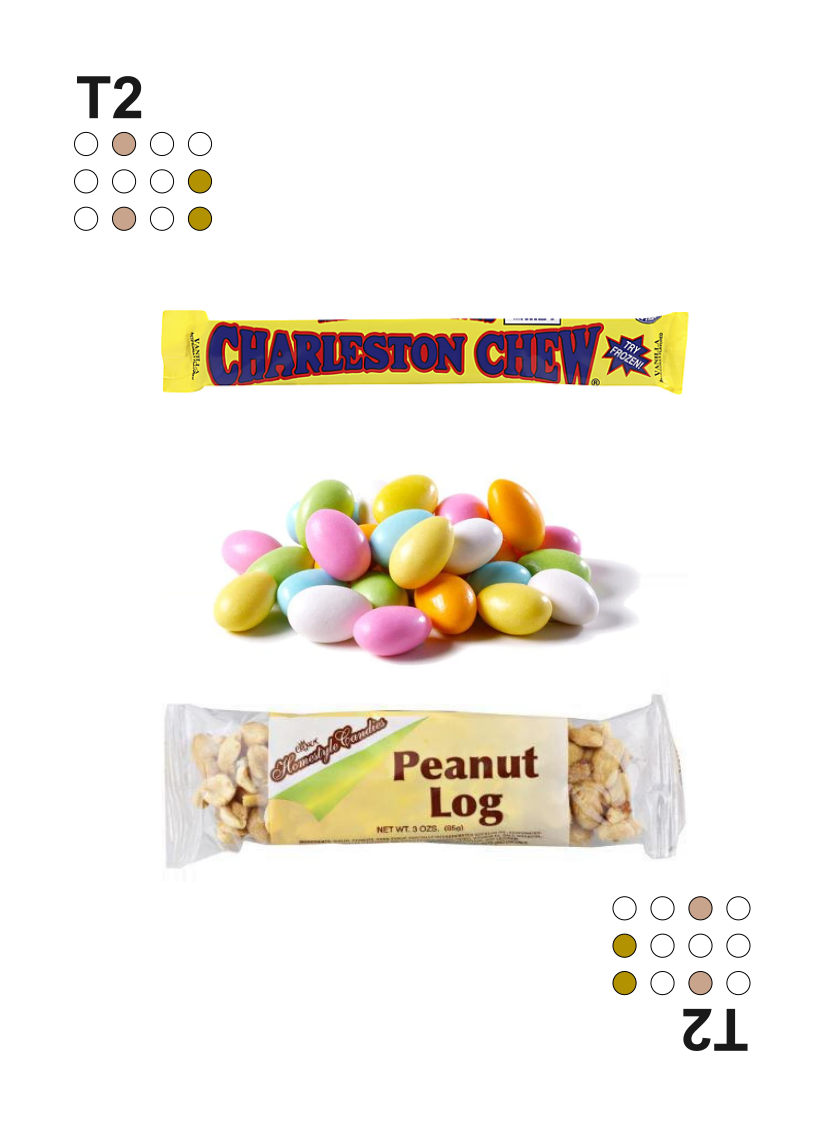 T2
VANILLA
CHARLESTON CHEW®
TRY
FROZEN!
VANILLA
Homestyle Candies
Peanut
Log
NET WT. 3 OZS. (85g)
T2